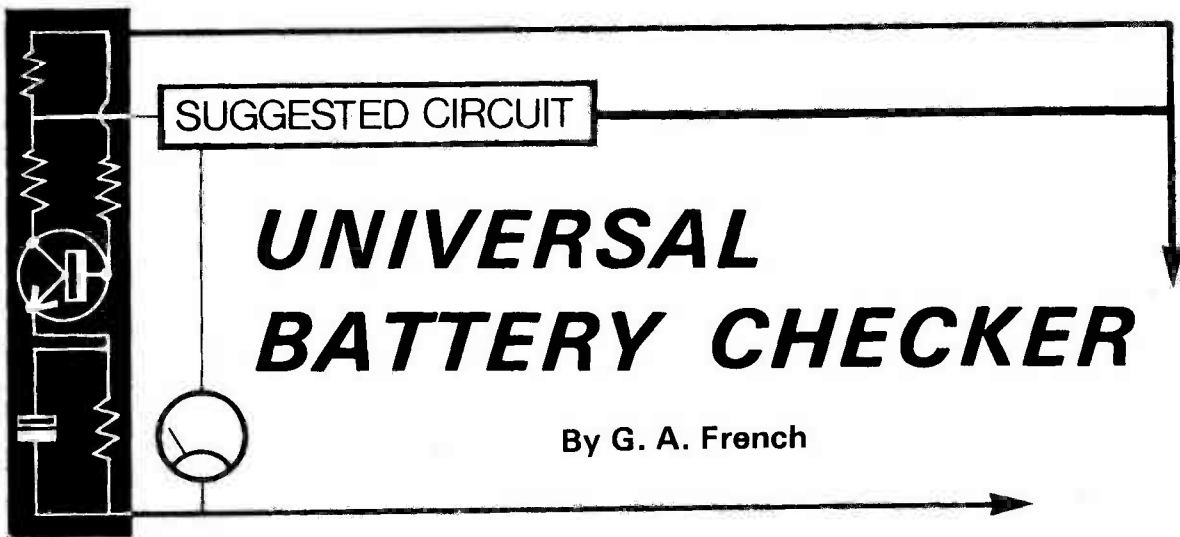 SUGGESTED CIRCUIT
UNIVERSAL
BATTERY CHECKER
By G. A. French